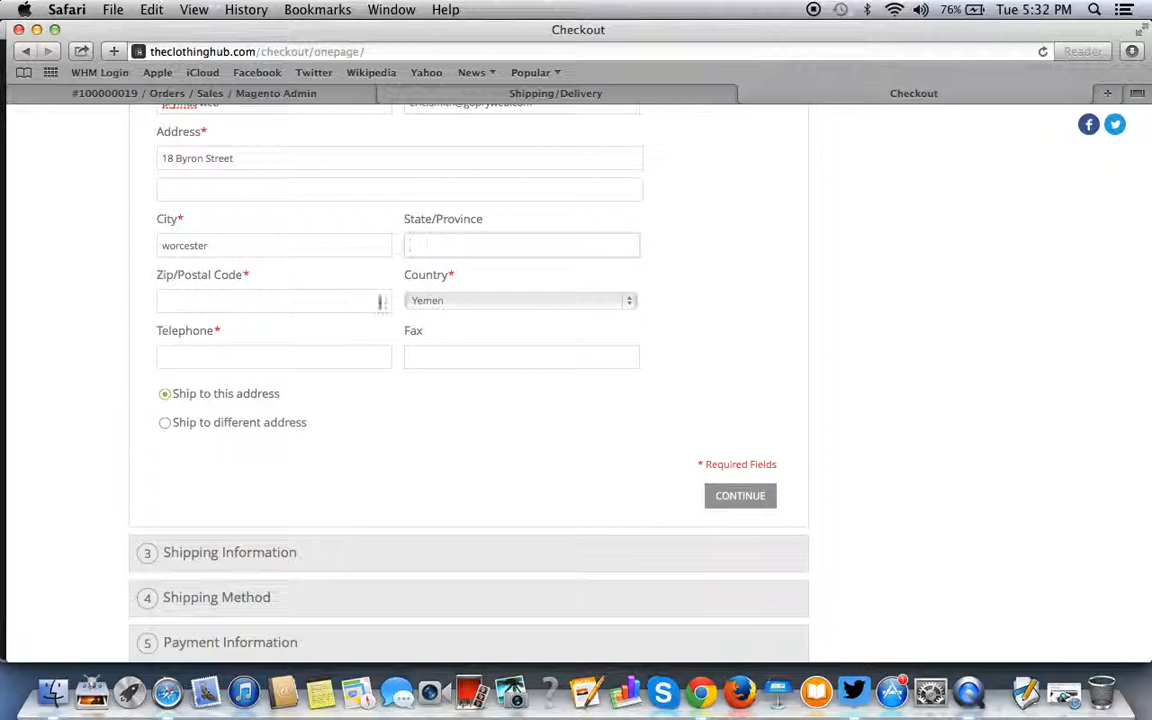 Safari File Edit View History Bookmarks Window Help 76% Tue 5:32 PM
Checkout
theclothinghub.com/checkout/onepage/ Reader
WHM Login Apple iCloud Facebook Twitter Wikipedia Yahoo News Popular
#100000019 / Orders / Sales / Magento Admin Shipping/Delivery Checkout
Address*
18 Byron Street
City* State/Province
worcester
Zip/Postal Code* Country*
Yemen
Telephone* Fax
Ship to this address
Ship to different address
* Required Fields
CONTINUE
3 Shipping Information
4 Shipping Method
5 Payment Information